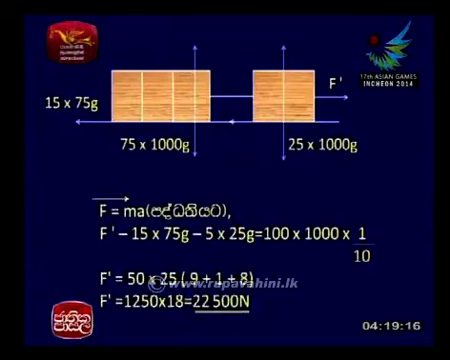 17th ASIAN GAMES
INCHEON 2014
F'
15 x 75g
75 x 1000g
25 x 1000g
F = ma(පද්ධතියට),
F' – 15 x 75g – 5 x 25g=100 x 1000 x 1/10
F' = 50 x 25 ( 9 + 1 + 8)
© www.rupavahini.lk
F' =1250x18=22 500N
ජාතික
පාසල
04:19:16